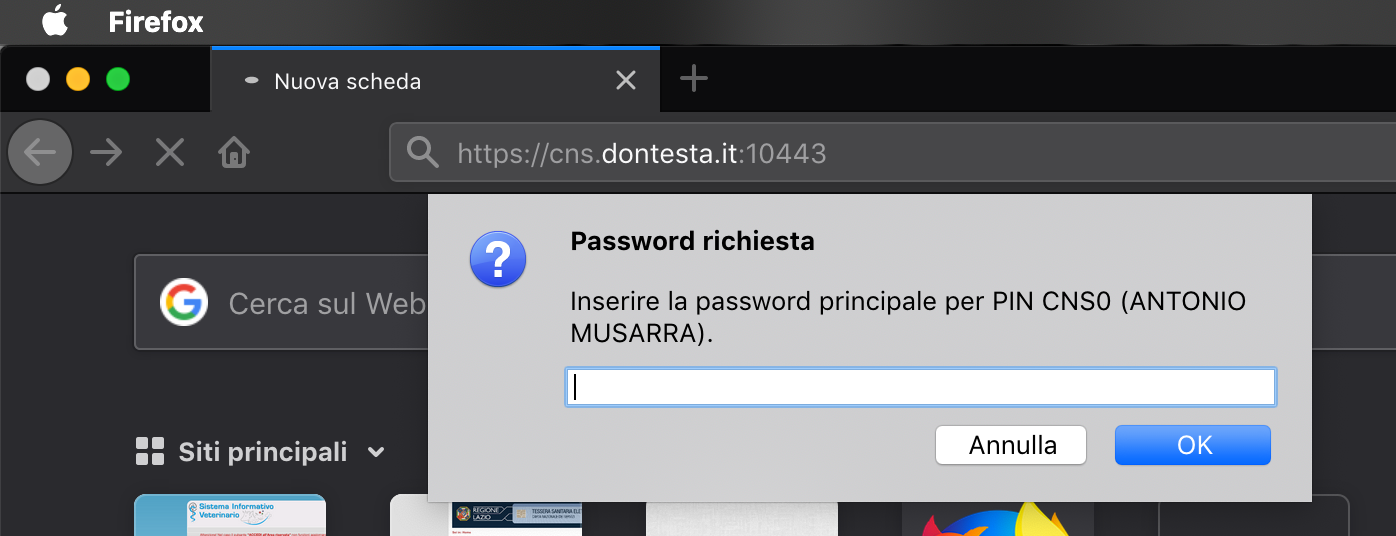 Firefox
Nuova scheda
https://cns.dontesta.it:10443
Password richiesta
Inserire la password principale per PIN CNS0 (ANTONIO
MUSARRA).
Cerca sul Web
Annulla
OK
Siti principali
Sistema Informativo
Veterinario
REGIONE
LAZIO
TESSERA SANITARIA